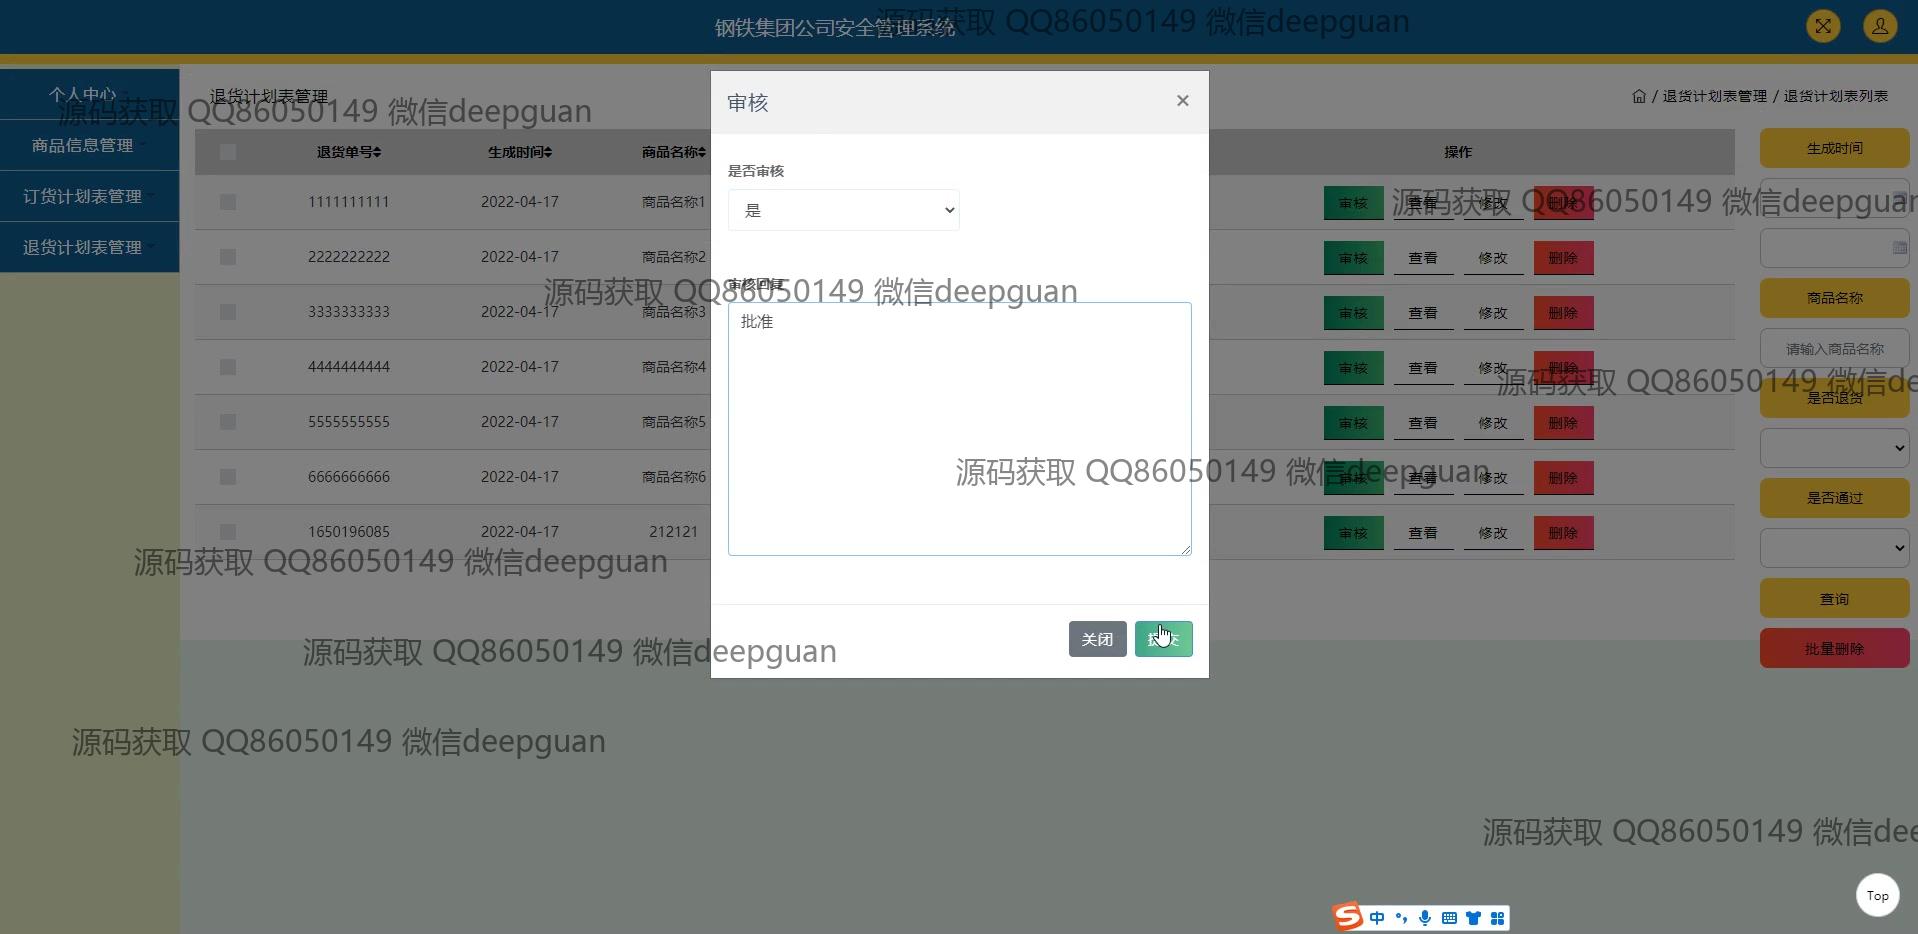 钢铁集团公司安全管理系统
源码获取 QQ86050149 微信deepguan
个人中心
商品信息管理
订货计划表管理
退货计划表管理
退货计划表管理
源码获取 QQ86050149 微信deepguan
/ 退货计划表管理 / 退货计划表列表
退货单号 生成时间 商品名称 操作
1111111111 2022-04-17 商品名称1 审核 查看 修改 删除
2222222222 2022-04-17 商品名称2 审核 查看 修改 删除
3333333333 2022-04-17 商品名称3 审核 查看 修改 删除
4444444444 2022-04-17 商品名称4 审核 查看 修改 删除
5555555555 2022-04-17 商品名称5 审核 查看 修改 删除
6666666666 2022-04-17 商品名称6 审核 查看 修改 删除
1650196085 2022-04-17 212121 审核 查看 修改 删除
审核
×
是否审核
是
审核回复
批准
关闭
生成时间
商品名称
请输入商品名称
是否退货
是否通过
查询
批量删除
源码获取 QQ86050149 微信deepguan
源码获取 QQ86050149 微信deepguan
源码获取 QQ86050149 微信de
源码获取 QQ86050149 微信deepguan
源码获取 QQ86050149 微信deepguan
源码获取 QQ86050149 微信deepguan
源码获取 QQ86050149 微信deepguan
源码获取 QQ86050149 微信dee
Top
S 中